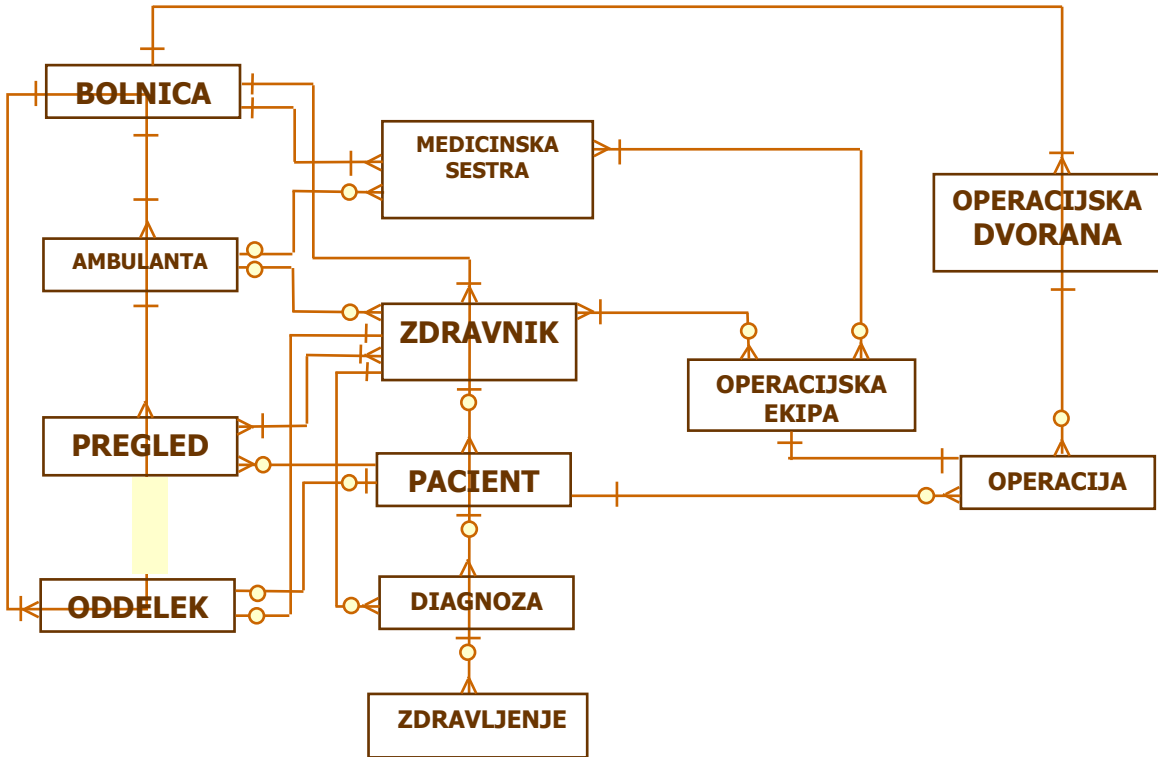 BOLNICA
MEDICINSKA
SESTRA
OPERACIJSKA
DVORANA
AMBULANTA
ZDRAVNIK
OPERACIJSKA
EKIPA
PREGLED
PACIENT
OPERACIJA
ODDELEK
DIAGNOZA
ZDRAVLJENJE